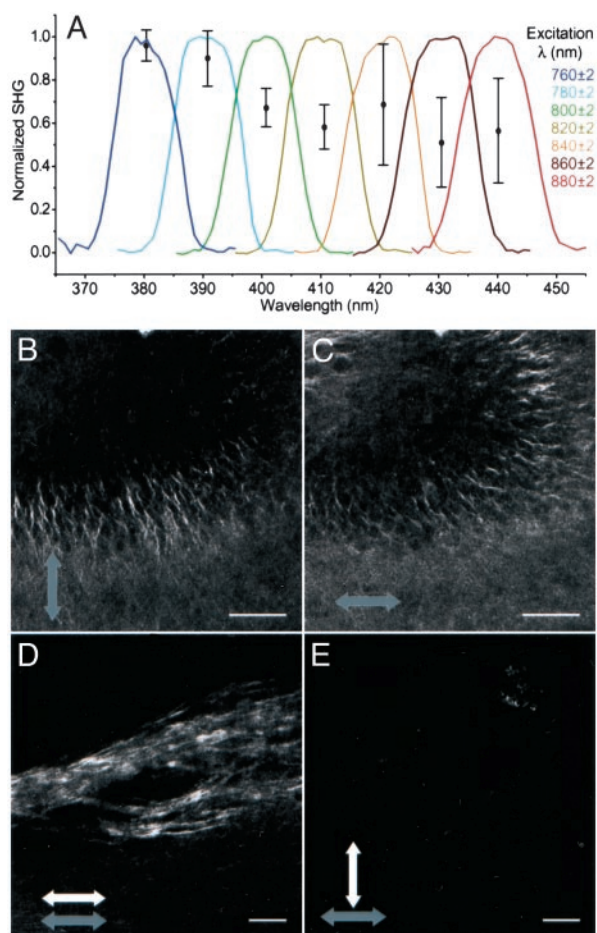 A
Normalized SHG
1.0
0.8
0.6
0.4
0.2
0.0
370 380 390 400 410 420 430 440 450
Wavelength (nm)
Excitation
λ (nm)
760±2
780±2
800±2
820±2
840±2
860±2
880±2
B
C
D
E